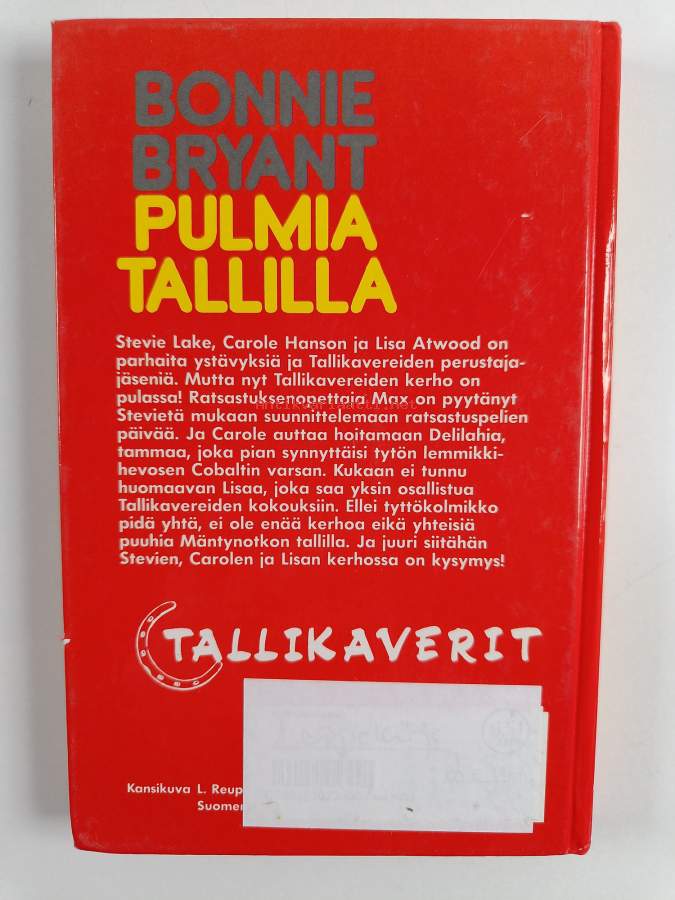 BONNIE
BRYANT
PULMIA
TALLILLA
Stevie Lake, Carole Hanson ja Lisa Atwood on
parhaita ystävyksiä ja Tallikavereiden perustaja-
jäseniä. Mutta nyt Tallikavereiden kerho on
pulassa! Ratsastuksenopettaja Max on pyytänyt
antikvariaatti.net
Stevietä mukaan suunnittelemaan ratsastuspelien
päivää. Ja Carole auttaa hoitamaan Delilahia,
tammaa, joka pian synnyttäisi tytön lemmikki-
hevosen Cobaltin varsan. Kukaan ei tunnu
huomaavan Lisaa, joka saa yksin osallistua
Tallikavereiden kokouksiin. Ellei tyttökolmikko
pidä yhtä, ei ole enää kerhoa eikä yhteisiä
puuhia Mäntynotkon tallilla. Ja juuri siitähän
Stevien, Carolen ja Lisan kerhossa on kysymys!
TALLIKAVERIT
Kansikuva L. Reup
Suomen